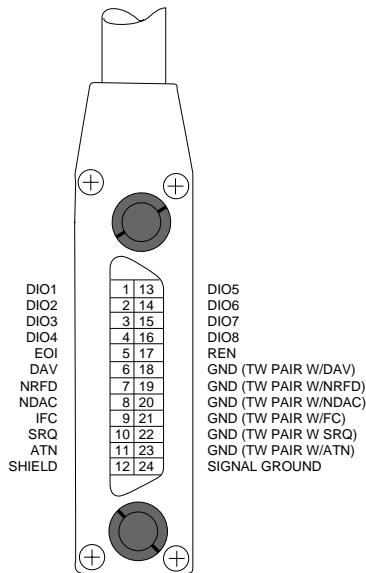 DIO1 1 13 DIO5
DIO2 2 14 DIO6
DIO3 3 15 DIO7
DIO4 4 16 DIO8
EOI 5 17 REN
DAV 6 18 GND (TW PAIR W/DAV)
NRFD 7 19 GND (TW PAIR W/NRFD)
NDAC 8 20 GND (TW PAIR W/NDAC)
IFC 9 21 GND (TW PAIR W/FC)
SRQ 10 22 GND (TW PAIR W SRQ)
ATN 11 23 GND (TW PAIR W/ATN)
SHIELD 12 24 SIGNAL GROUND